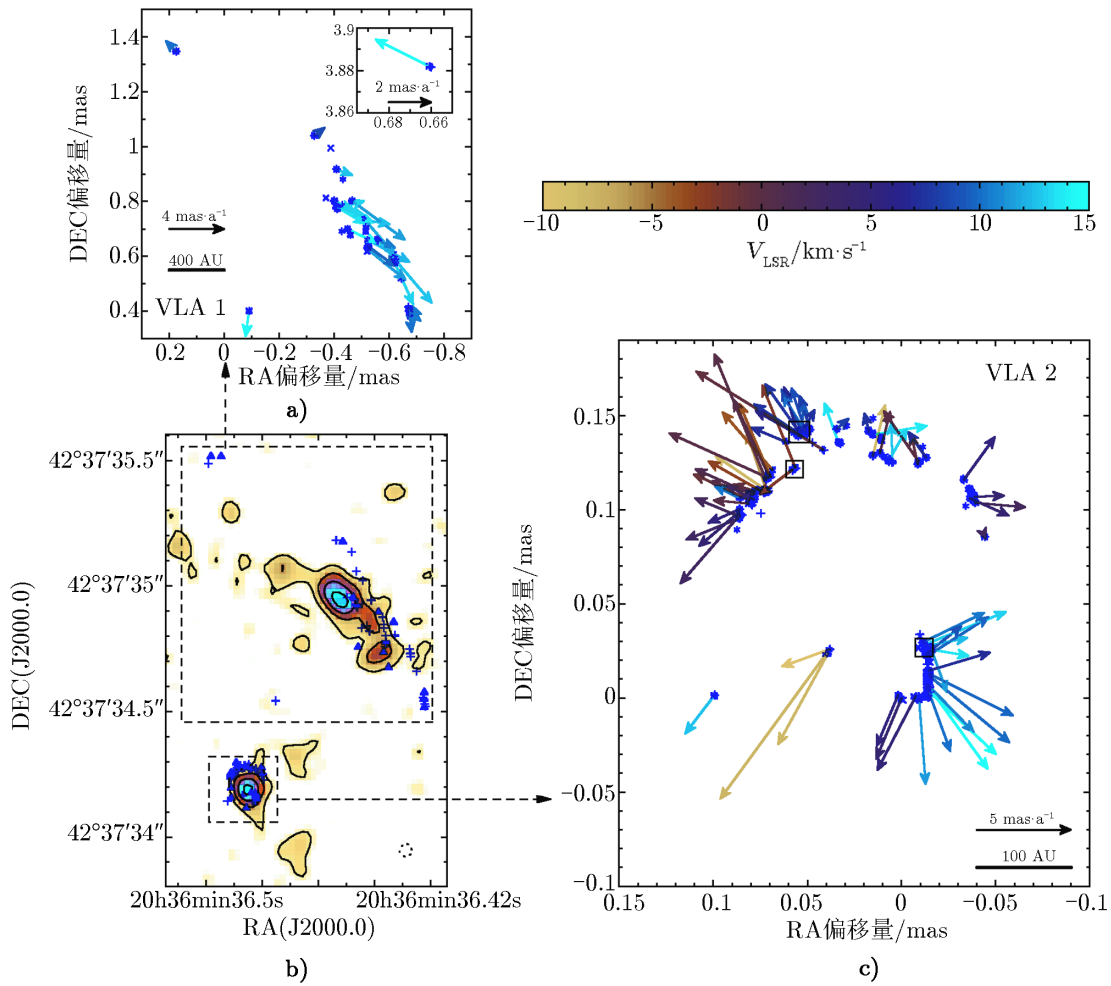 1.4
1.2
1
0.8
0.6
0.4
DEC偏移量/mas
3.9
3.88
3.86
2 mas·a⁻¹
0.68
0.66
4 mas·a⁻¹
400 AU
VLA 1
0.2
0
−0.2
−0.4
−0.6
−0.8
RA偏移量/mas
a)
−10
−5
0
5
10
15
V_LSR/km·s⁻¹
42°37′35.5″
42°37′35″
42°37′34.5″
42°37′34″
DEC(J2000.0)
20h36min36.5s
20h36min36.42s
RA(J2000.0)
b)
VLA 2
0.15
0.1
0.05
0
−0.05
−0.1
DEC偏移量/mas
5 mas·a⁻¹
100 AU
0.15
0.1
0.05
0
−0.05
−0.1
RA偏移量/mas
c)